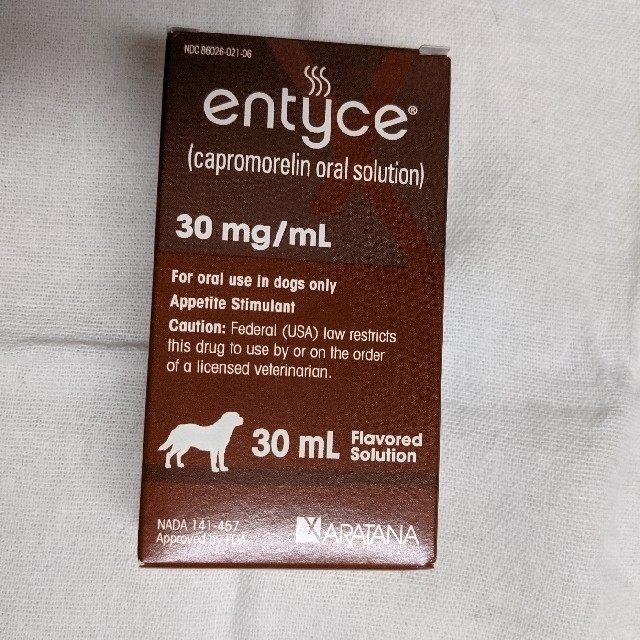 NDC 86026-021-06
entyce®
(capromorelin oral solution)
30 mg/mL
For oral use in dogs only
Appetite Stimulant
Caution: Federal (USA) law restricts
this drug to use by or on the order
of a licensed veterinarian.
30 mL Flavored
Solution
NADA 141-457
Approved by FDA
ARATANA